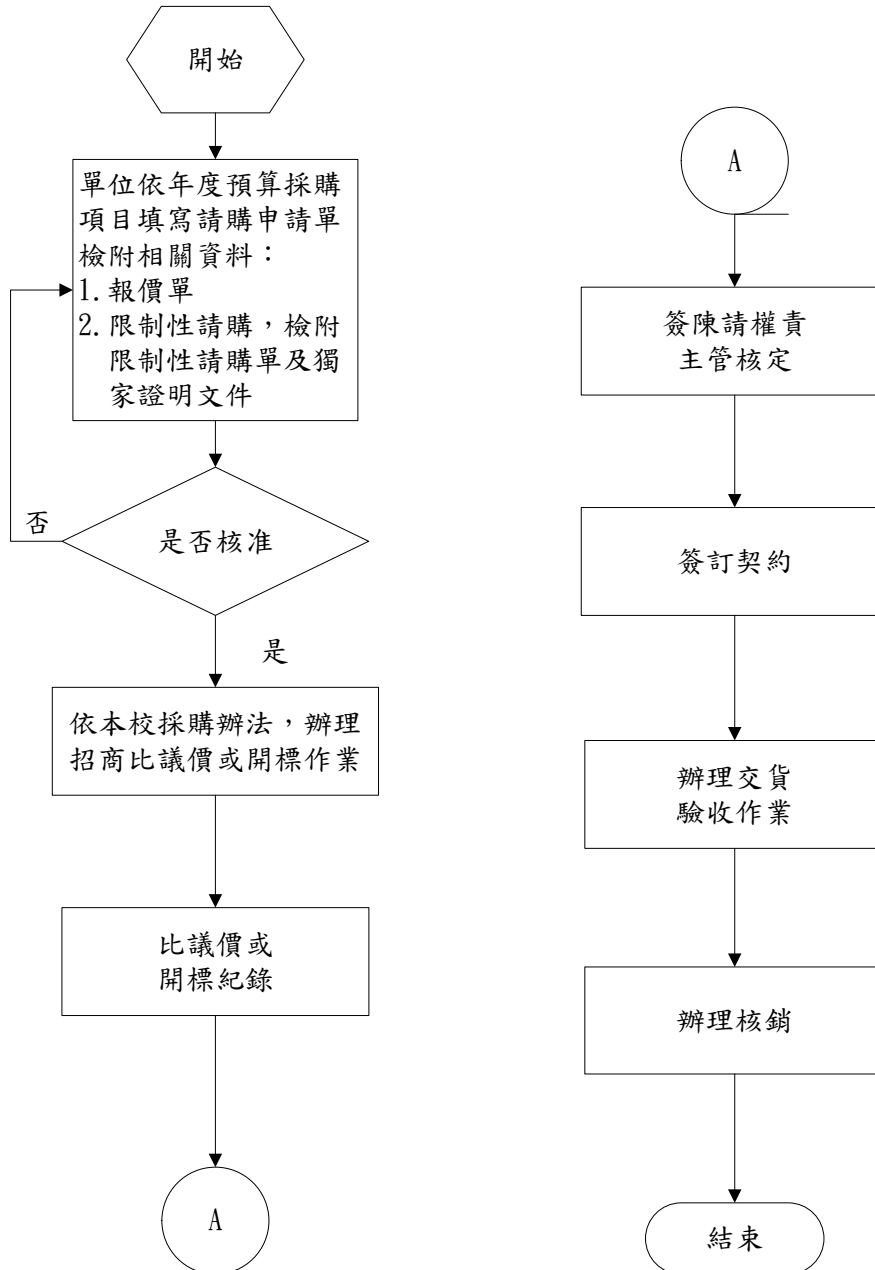 開始
單位依年度預算採購
項目填寫請購申請單
檢附相關資料：
1.報價單
2.限制性請購，檢附
限制性請購單及獨
家證明文件
否
是否核准
是
依本校採購辦法，辦理
招商比議價或開標作業
比議價或
開標紀錄
A
A
簽陳請權責
主管核定
簽訂契約
辦理交貨
驗收作業
辦理核銷
結束